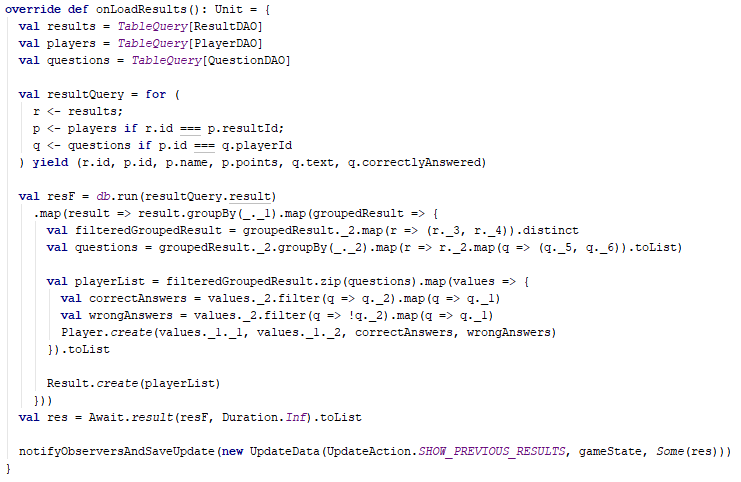 override def onLoadResults(): Unit = {
  val results = TableQuery[ResultDAO]
  val players = TableQuery[PlayerDAO]
  val questions = TableQuery[QuestionDAO]

  val resultQuery = for (
    r <- results;
    p <- players if r.id === p.resultId;
    q <- questions if p.id === q.playerId
  ) yield (r.id, p.id, p.name, p.points, q.text, q.correctlyAnswered)

  val resF = db.run(resultQuery.result)
    .map(result => result.groupBy(_._1).map(groupedResult => {
      val filteredGroupedResult = groupedResult._2.map(r => (r._3, r._4)).distinct
      val questions = groupedResult._2.groupBy(_._2).map(r => r._2.map(q => (q._5, q._6)).toList)

      val playerList = filteredGroupedResult.zip(questions).map(values => {
        val correctAnswers = values._2.filter(q => q._2).map(q => q._1)
        val wrongAnswers = values._2.filter(q => !q._2).map(q => q._1)
        Player.create(values._1._1, values._1._2, correctAnswers, wrongAnswers)
      }).toList

      Result.create(playerList)
    }))
  val res = Await.result(resF, Duration.Inf).toList

  notifyObserversAndSaveUpdate(new UpdateData(UpdateAction.SHOW_PREVIOUS_RESULTS, gameState, Some(res)))
}